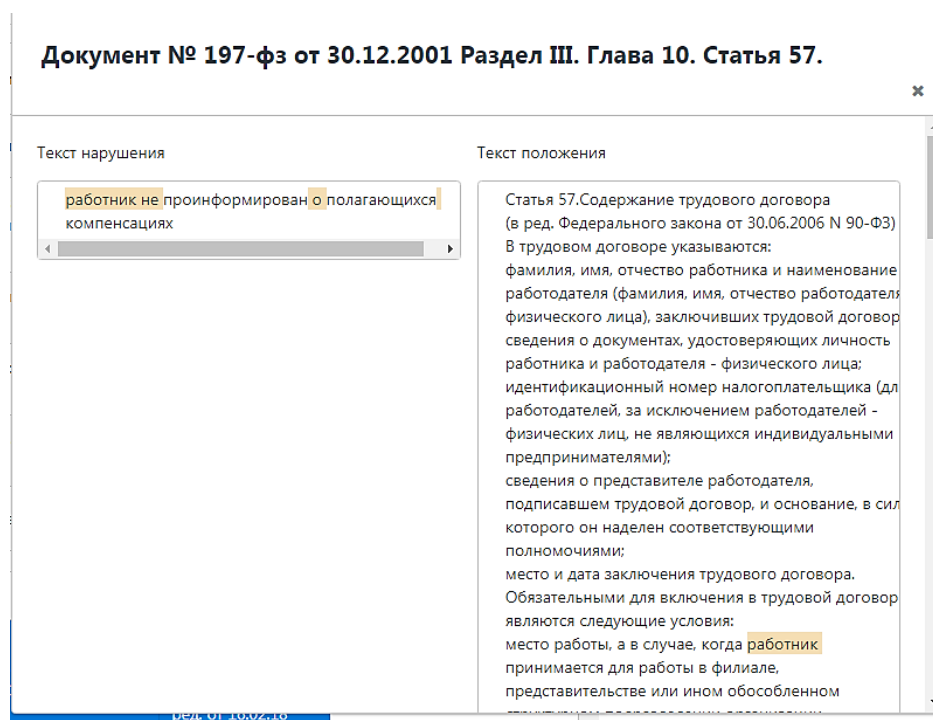 Документ № 197-фз от 30.12.2001 Раздел III. Глава 10. Статья 57.
Текст нарушения
работник не проинформирован о полагающихся
компенсациях
Текст положения
Статья 57.Содержание трудового договора
(в ред. Федерального закона от 30.06.2006 N 90-ФЗ)
В трудовом договоре указываются:
фамилия, имя, отчество работника и наименование
работодателя (фамилия, имя, отчество работодателя
физического лица), заключивших трудовой договор
сведения о документах, удостоверяющих личность
работника и работодателя - физического лица;
идентификационный номер налогоплательщика (дл
работодателей, за исключением работодателей -
физических лиц, не являющихся индивидуальными
предпринимателями);
сведения о представителе работодателя,
подписавшем трудовой договор, и основание, в сил
которого он наделен соответствующими
полномочиями;
место и дата заключения трудового договора.
Обязательными для включения в трудовой договор
являются следующие условия:
место работы, а в случае, когда работник
принимается для работы в филиале,
представительстве или ином обособленном
ред. от 18.02.18